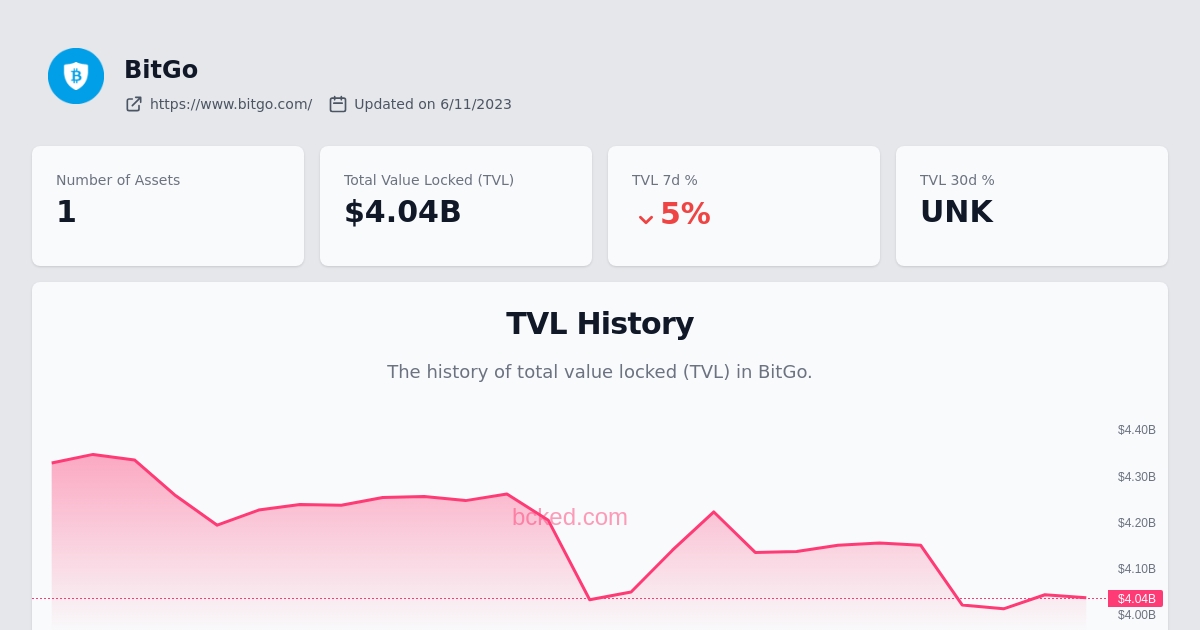 BitGo
https://www.bitgo.com/ Updated on 6/11/2023
Number of Assets
1
Total Value Locked (TVL)
$4.04B
TVL 7d %
5%
TVL 30d %
UNK
TVL History
The history of total value locked (TVL) in BitGo.
$4.40B
$4.30B
bcked.com
$4.20B
$4.10B
$4.04B
$4.00B